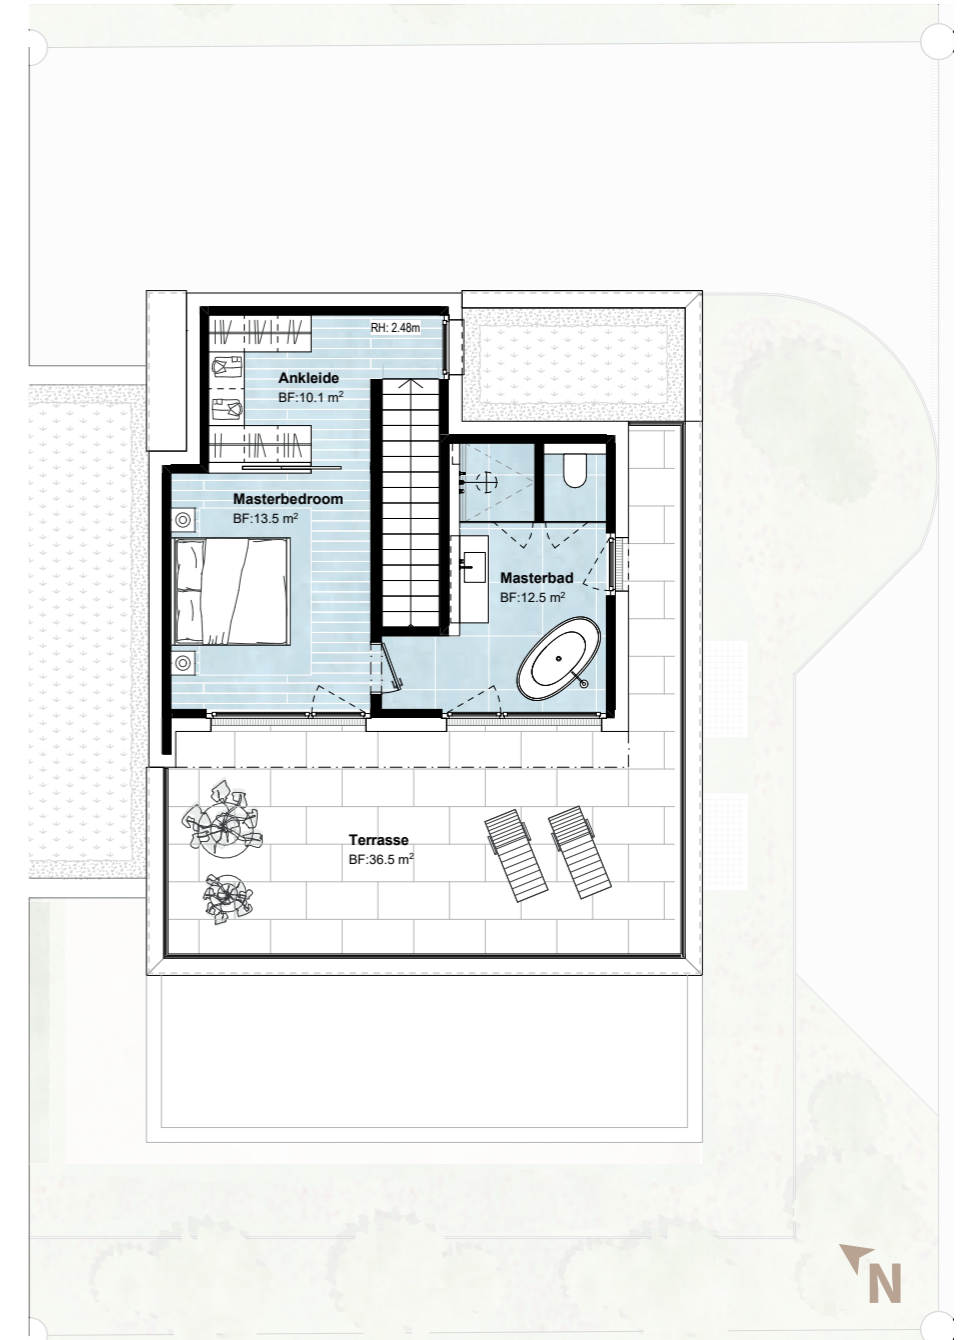 RH: 2.48m
Ankleide
BF:10.1 m²
Masterbedroom
BF:13.5 m²
Masterbad
BF:12.5 m²
Terrasse
BF:36.5 m²
N